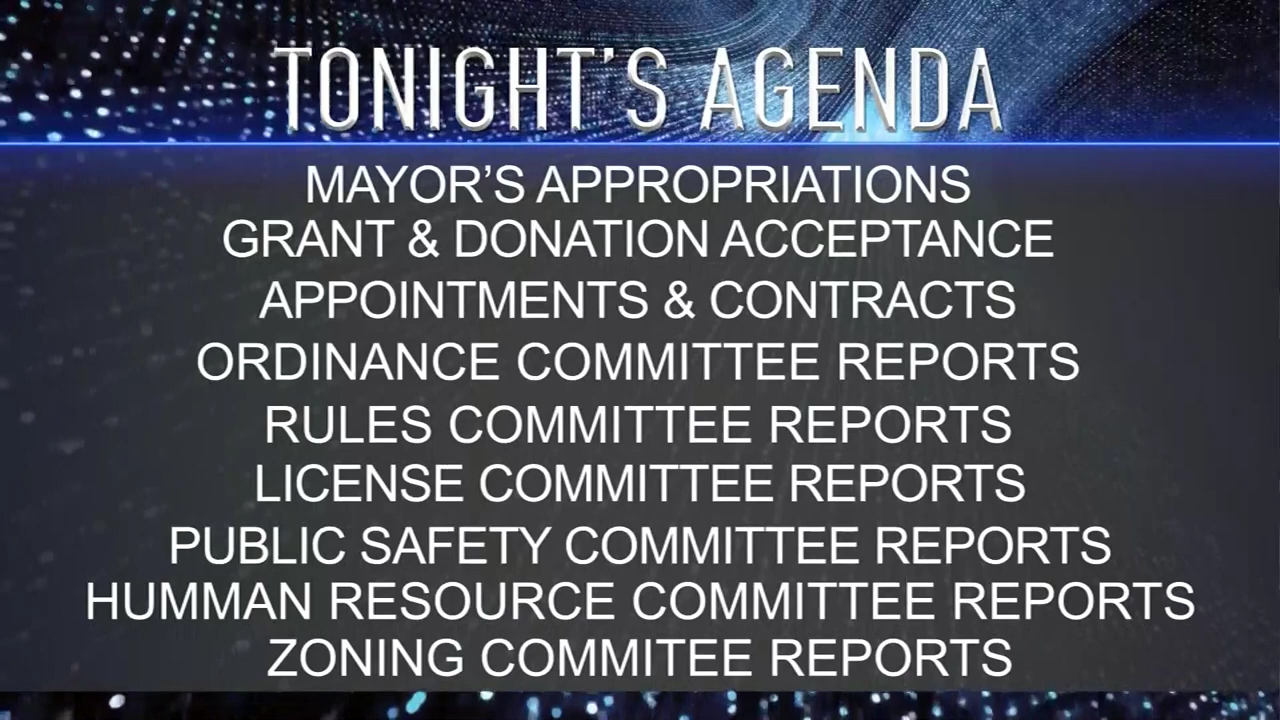 TONIGHT'S AGENDA
MAYOR'S APPROPRIATIONS
GRANT & DONATION ACCEPTANCE
APPOINTMENTS & CONTRACTS
ORDINANCE COMMITTEE REPORTS
RULES COMMITTEE REPORTS
LICENSE COMMITTEE REPORTS
PUBLIC SAFETY COMMITTEE REPORTS
HUMMAN RESOURCE COMMITTEE REPORTS
ZONING COMMITEE REPORTS